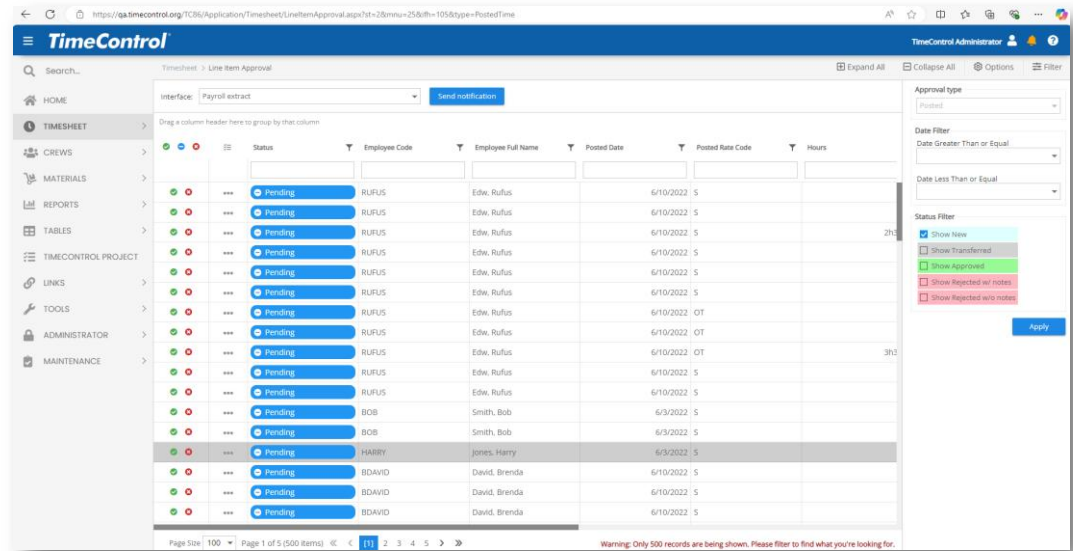 https://qa.timecontrol.org/TC86/Application/Timesheet/LineItemApproval.aspx?st=2&mnu=25&ifh=105&type=PostedTime
TimeControl
TimeControl Administrator
Search...
Timesheet > Line Item Approval
Expand All
Collapse All
Options
Filter
HOME
TIMESHEET
CREWS
MATERIALS
REPORTS
TABLES
TIMECONTROL PROJECT
LINKS
TOOLS
ADMINISTRATOR
MAINTENANCE
Interface: Payroll extract
Send notification
Drag a column header here to group by that column
Status Employee Code Employee Full Name Posted Date Posted Rate Code Hours
Pending RUFUS Edw, Rufus 6/10/2022 S
Pending RUFUS Edw, Rufus 6/10/2022 S
Pending RUFUS Edw, Rufus 6/10/2022 S 2h3
Pending RUFUS Edw, Rufus 6/10/2022 S
Pending RUFUS Edw, Rufus 6/10/2022 S
Pending RUFUS Edw, Rufus 6/10/2022 S
Pending RUFUS Edw, Rufus 6/10/2022 OT
Pending RUFUS Edw, Rufus 6/10/2022 OT
Pending RUFUS Edw, Rufus 6/10/2022 OT 3h3
Pending RUFUS Edw, Rufus 6/10/2022 S
Pending RUFUS Edw, Rufus 6/10/2022 S
Pending BOB Smith, Bob 6/3/2022 S
Pending BOB Smith, Bob 6/3/2022 S
Pending HARRY Jones, Harry 6/3/2022 S
Pending BDAVID David, Brenda 6/10/2022 S
Pending BDAVID David, Brenda 6/10/2022 S
Pending BDAVID David, Brenda 6/10/2022 S
Page Size 100 Page 1 of 5 (500 items) [1] 2 3 4 5
Warning: Only 500 records are being shown. Please filter to find what you're looking for.
Approval type
Posted
Date Filter
Date Greater Than or Equal
Date Less Than or Equal
Status Filter
Show New
Show Transferred
Show Approved
Show Rejected w/ notes
Show Rejected w/o notes
Apply